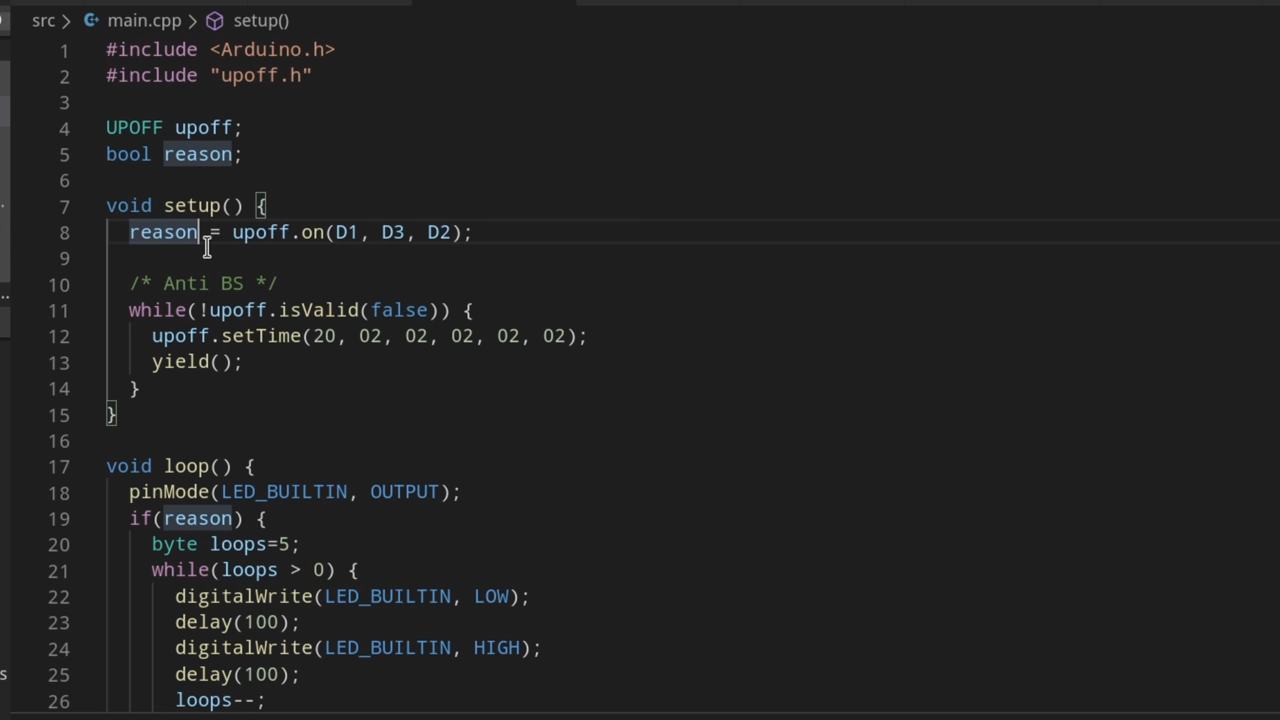 src > main.cpp > setup()
1 #include <Arduino.h>
2 #include "upoff.h"
3
4 UPOFF upoff;
5 bool reason;
6
7 void setup() {
8 reason = upoff.on(D1, D3, D2);
9
10 /* Anti BS */
11 while(!upoff.isValid(false)) {
12 upoff.setTime(20, 02, 02, 02, 02, 02);
13 yield();
14 }
15 }
16
17 void loop() {
18 pinMode(LED_BUILTIN, OUTPUT);
19 if(reason) {
20 byte loops=5;
21 while(loops > 0) {
22 digitalWrite(LED_BUILTIN, LOW);
23 delay(100);
24 digitalWrite(LED_BUILTIN, HIGH);
25 delay(100);
26 loops--;